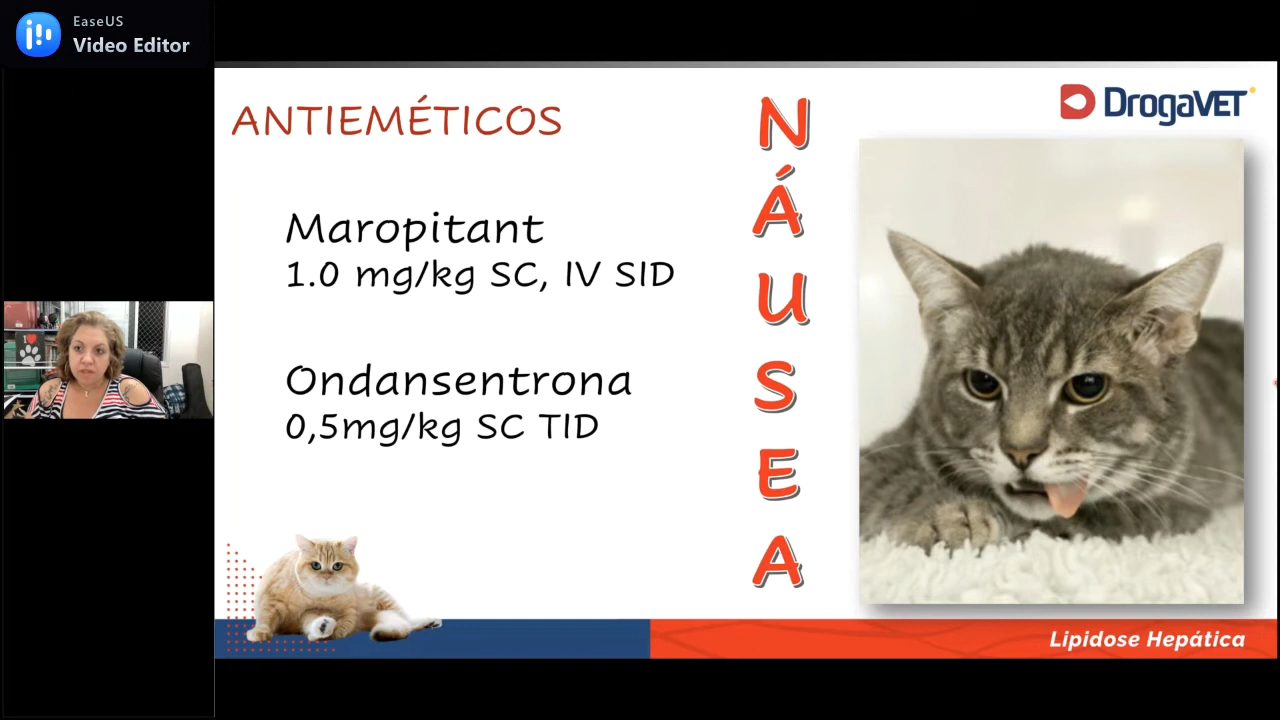 EaseUS
Video Editor
ANTIEMÉTICOS
DrogaVET
Maropitant
1.0 mg/kg SC, IV SID
Ondansentrona
0,5mg/kg SC TID
NÁUSEA
I
Lipidose Hepática